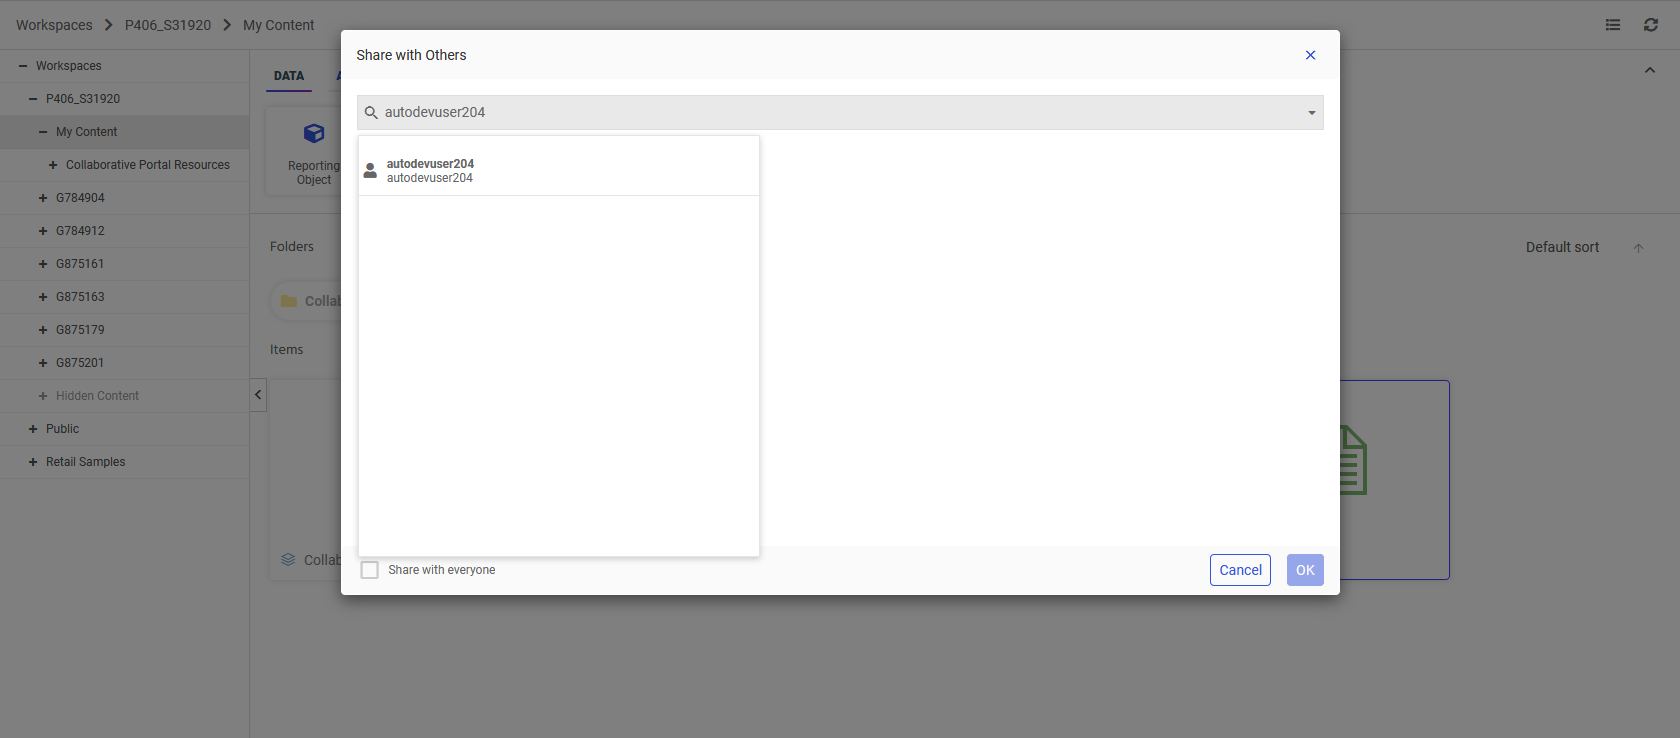 Workspaces > P406_S31920 > My Content
Share with Others
Workspaces
P406_S31920
My Content
Collaborative Portal Resources
G784904
G784912
G875161
G875163
G875179
G875201
Hidden Content
Public
Retail Samples
DATA
Reporting
Object
Folders
Default sort
Collab
Items
Collab
autodevuser204
autodevuser204
autodevuser204
Share with everyone
Cancel
OK